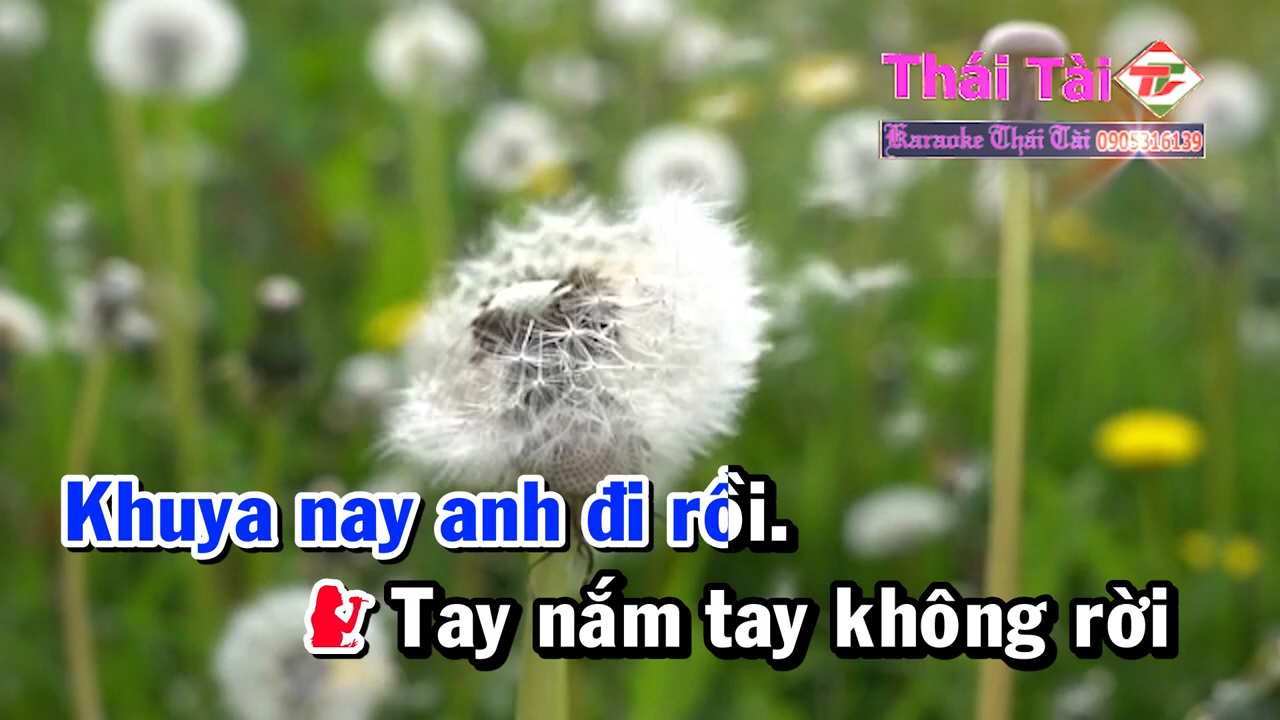 Thái Tài
Karaoke Thái Tài 0905316139
Khuya nay anh đi rồi.
Tay nắm tay không rời